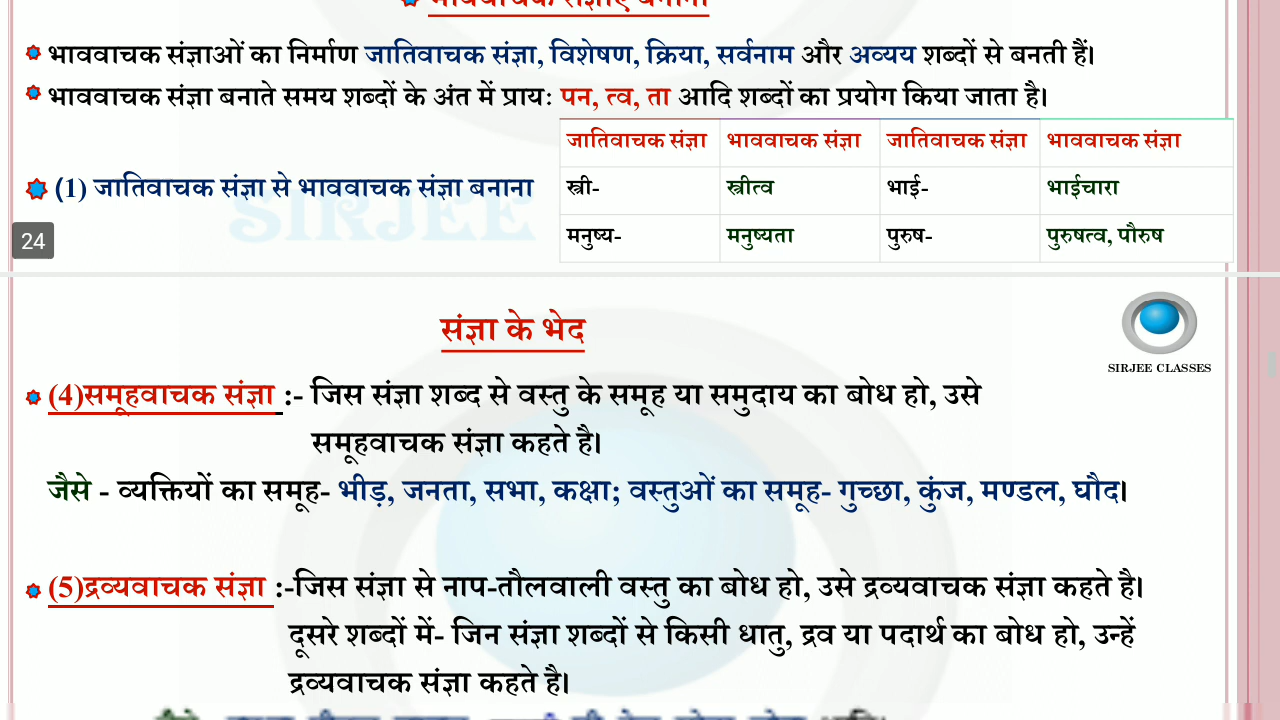 भाववाचक संज्ञाएँ बनाना
भाववाचक संज्ञाओं का निर्माण जातिवाचक संज्ञा, विशेषण, क्रिया, सर्वनाम और अव्यय शब्दों से बनती हैं।
भाववाचक संज्ञा बनाते समय शब्दों के अंत में प्रायः पन, त्व, ता आदि शब्दों का प्रयोग किया जाता है।
(1) जातिवाचक संज्ञा से भाववाचक संज्ञा बनाना
जातिवाचक संज्ञा भाववाचक संज्ञा जातिवाचक संज्ञा भाववाचक संज्ञा
स्त्री- स्त्रीत्व भाई- भाईचारा
मनुष्य- मनुष्यता पुरुष- पुरुषत्व, पौरुष
SIRJEE
24
संज्ञा के भेद
SIRJEE CLASSES
(4)समूहवाचक संज्ञा :- जिस संज्ञा शब्द से वस्तु के समूह या समुदाय का बोध हो, उसे
समूहवाचक संज्ञा कहते है।
जैसे - व्यक्तियों का समूह- भीड़, जनता, सभा, कक्षा; वस्तुओं का समूह- गुच्छा, कुंज, मण्डल, घौद।
(5)द्रव्यवाचक संज्ञा :-जिस संज्ञा से नाप-तौलवाली वस्तु का बोध हो, उसे द्रव्यवाचक संज्ञा कहते है।
दूसरे शब्दों में- जिन संज्ञा शब्दों से किसी धातु, द्रव या पदार्थ का बोध हो, उन्हें
द्रव्यवाचक संज्ञा कहते है।